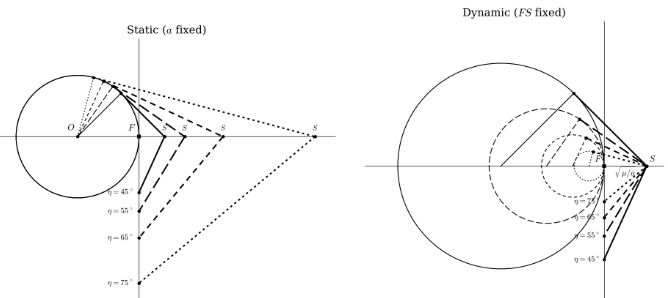 Static (a fixed)
O
F
S
S
S
S
η = 45°
η = 55°
η = 65°
η = 75°
Dynamic (FS fixed)
F
S
√μ/a
η = 75°
η = 65°
η = 55°
η = 45°